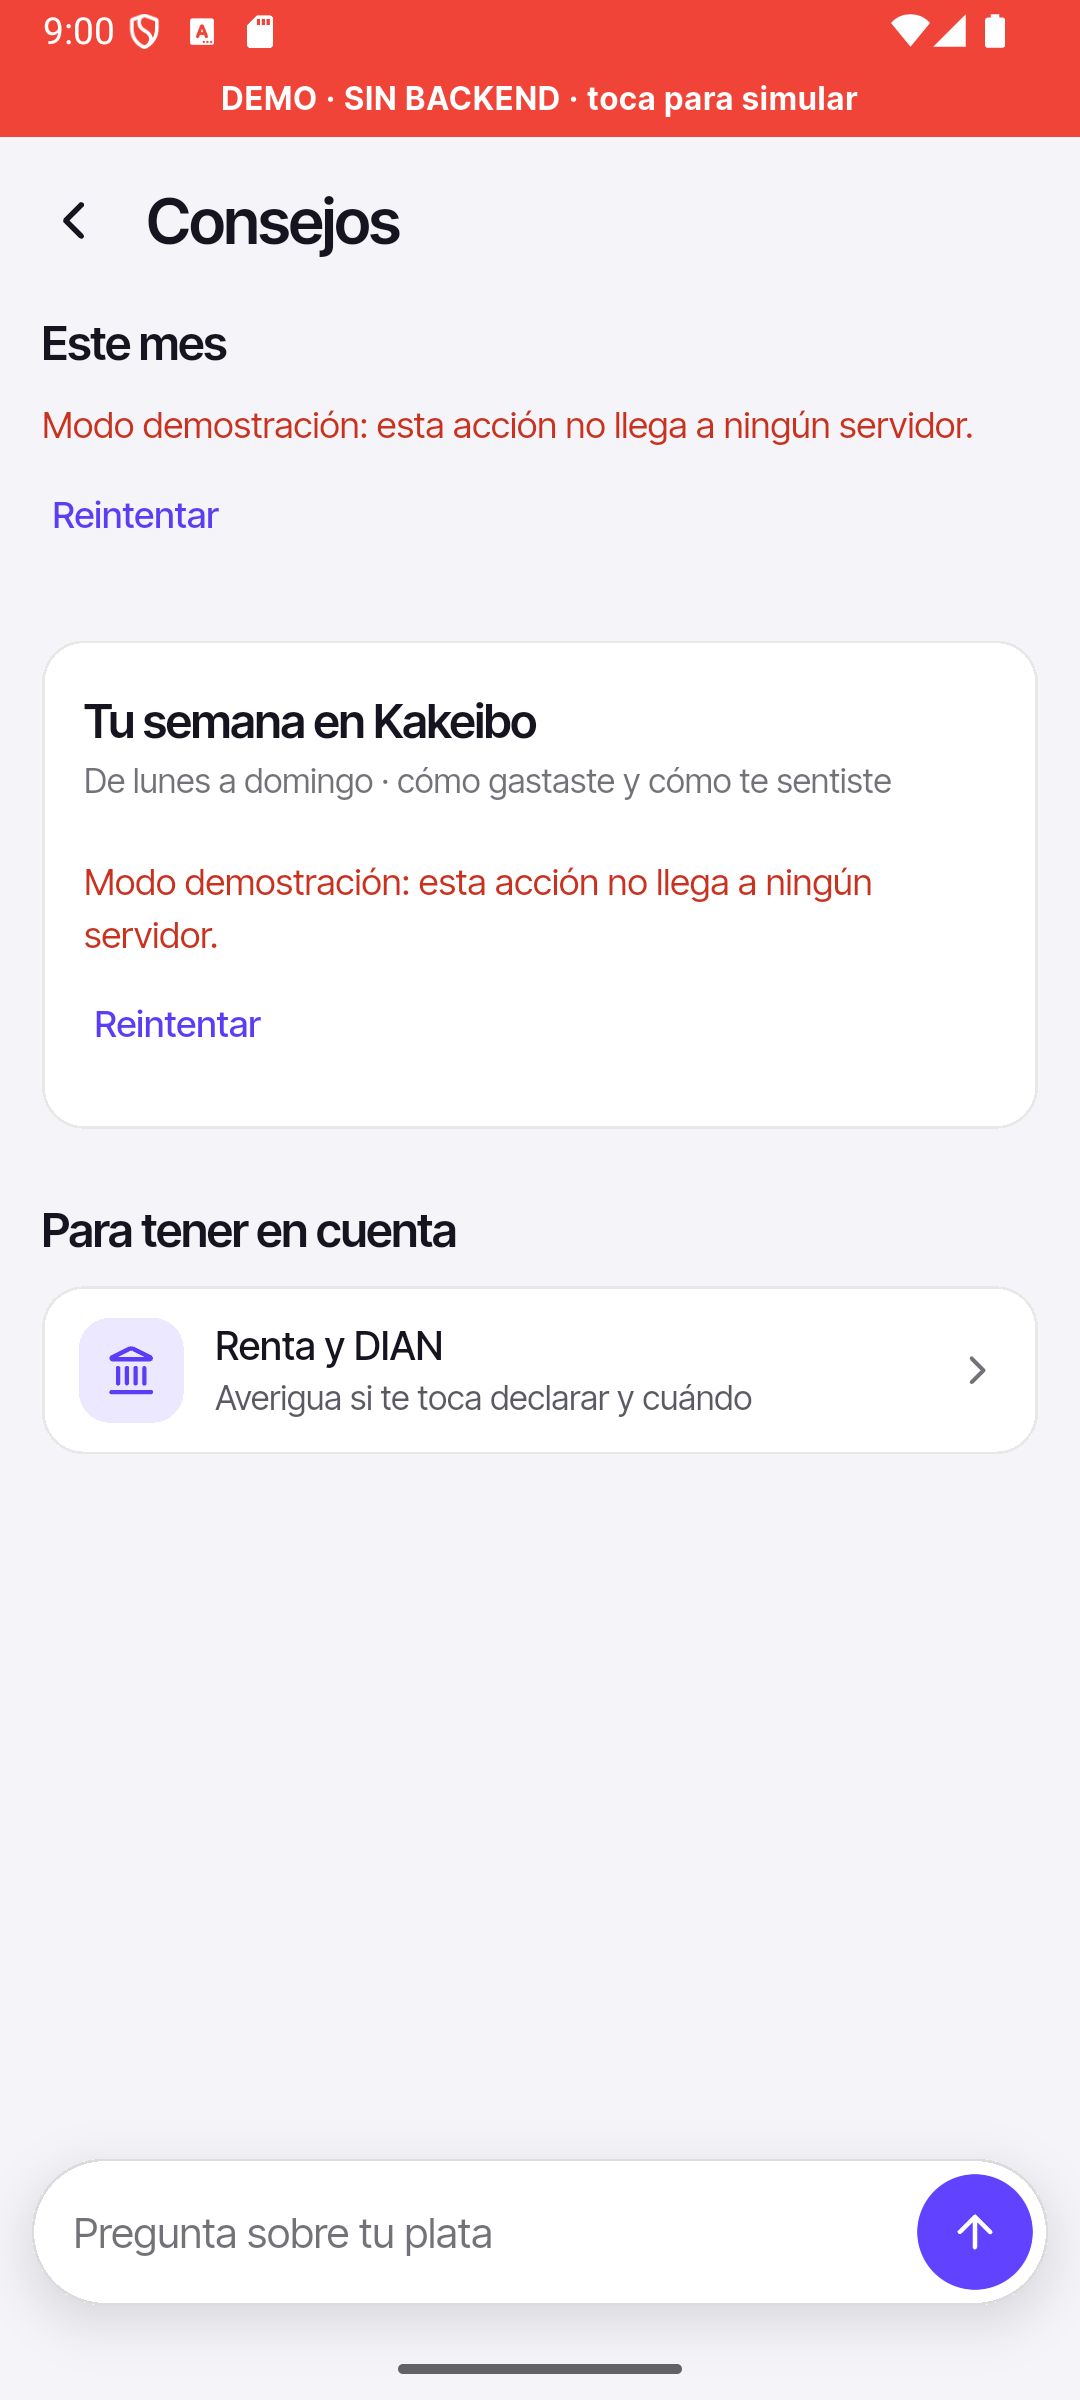 9:00
DEMO · SIN BACKEND · toca para simular
Consejos
Este mes
Modo demostración: esta acción no llega a ningún servidor.
Reintentar
Tu semana en Kakeibo
De lunes a domingo · cómo gastaste y cómo te sentiste
Modo demostración: esta acción no llega a ningún
servidor.
Reintentar
Para tener en cuenta
Renta y DIAN
Averigua si te toca declarar y cuándo
Pregunta sobre tu plata